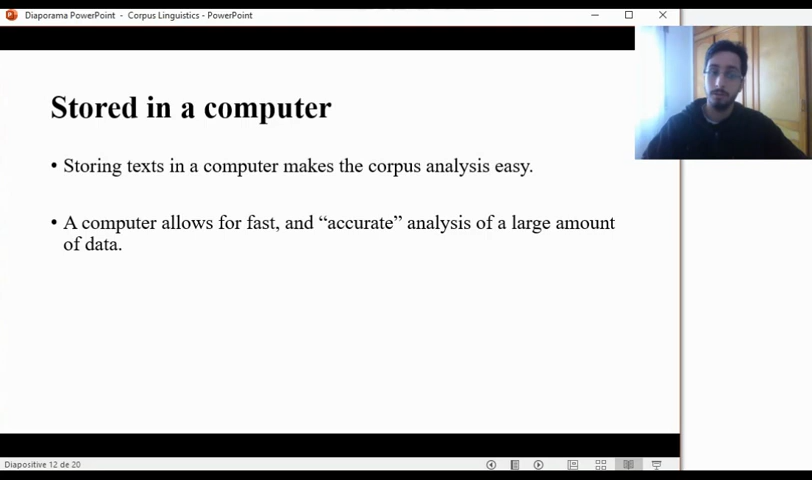 Diaporama PowerPoint - Corpus Linguistics - PowerPoint
Stored in a computer
• Storing texts in a computer makes the corpus analysis easy.
• A computer allows for fast, and “accurate” analysis of a large amount
of data.
Diapositive 12 de 20